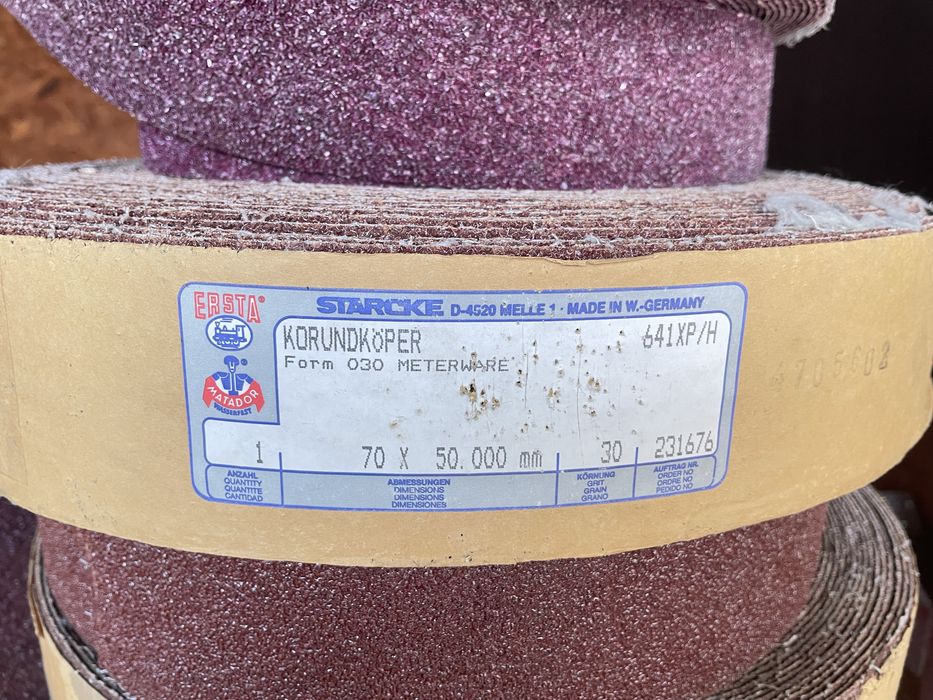 ERSTA®
STARCKE D-4520 MELLE 1 · MADE IN W.-GERMANY
MATADOR
WASSERFEST
KORUNDKÖPER 641XP/H
Form 030 METERWARE
1 70 X 50.000 mm 30 231676
ANZAHL ABMESSUNGEN KÖRNUNG AUFTRAG NR.
QUANTITY DIMENSIONS GRIT ORDER NO
QUANTITE DIMENSIONS GRAIN ORDRE NO
CANTIDAD DIMENSIONES GRANO PEDIDO NO